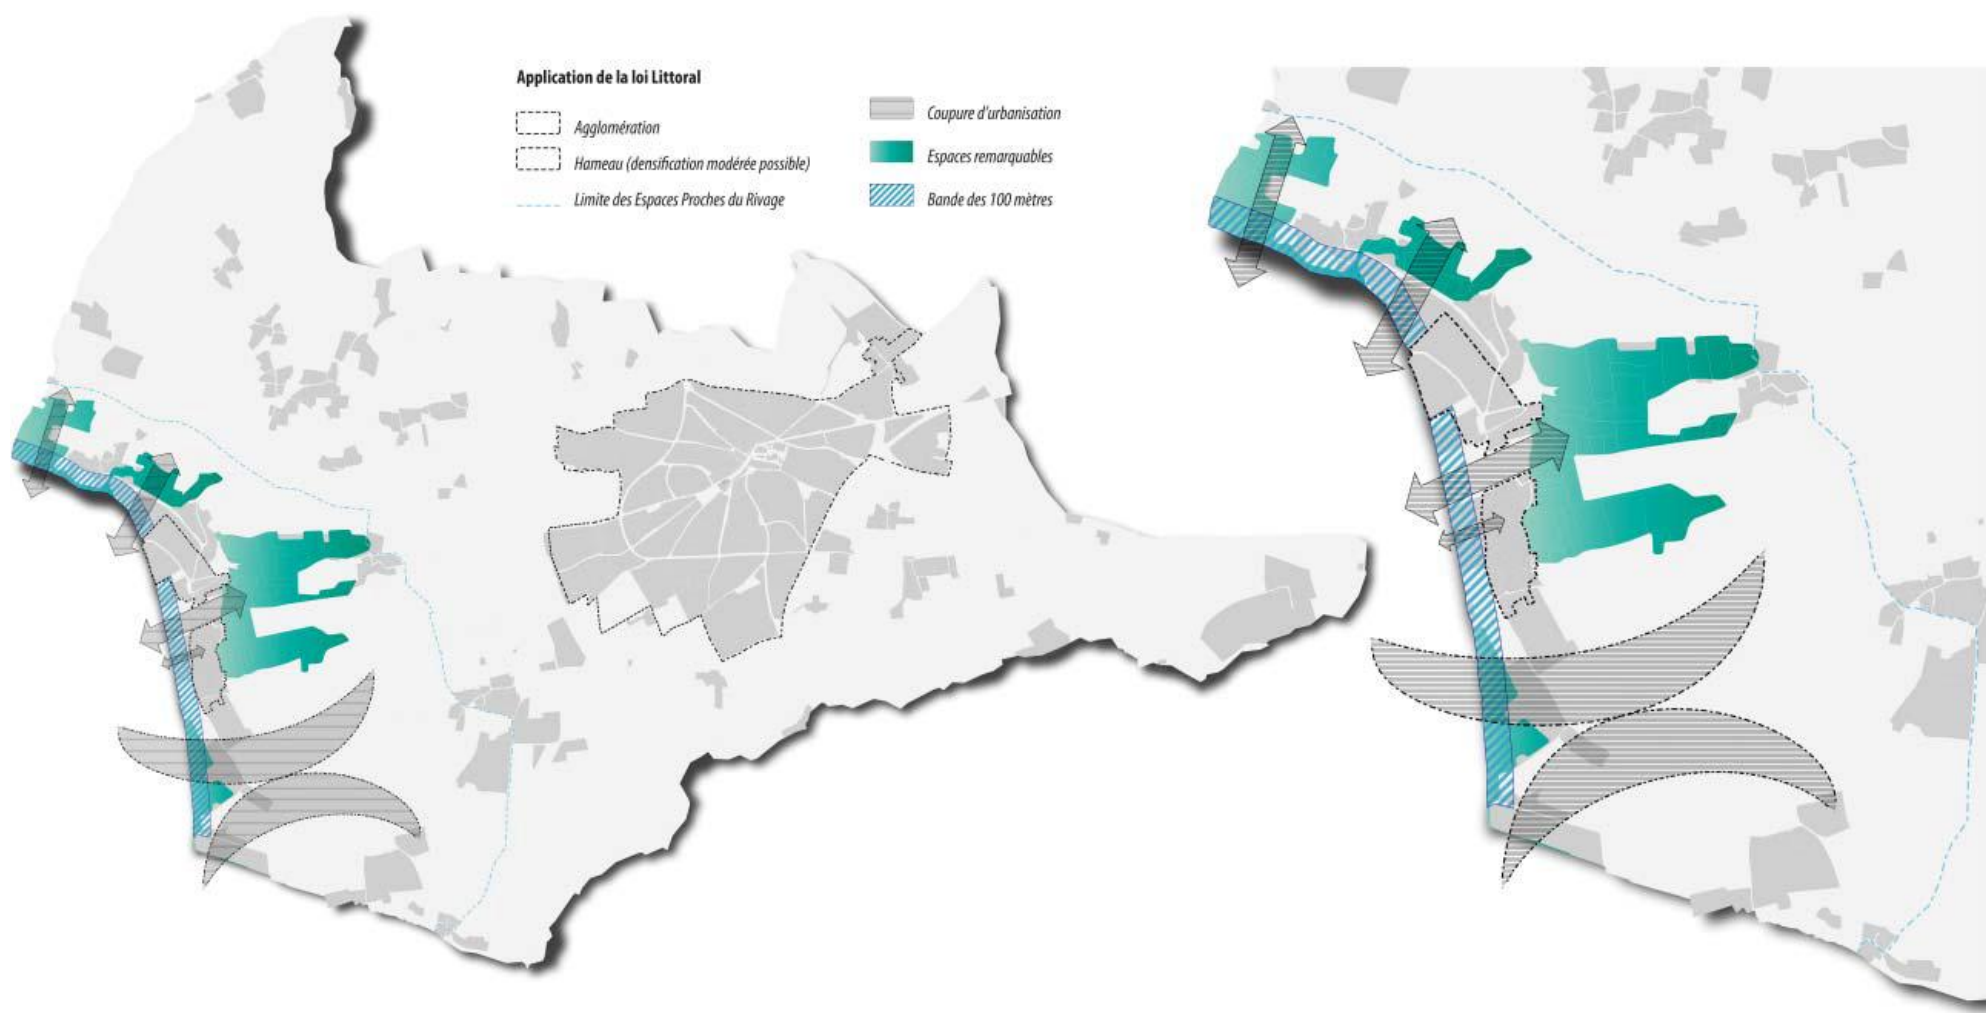 Application de la loi Littoral
Agglomération
Hameau (densification modérée possible)
Limite des Espaces Proches du Rivage
Coupure d'urbanisation
Espaces remarquables
Bande des 100 mètres